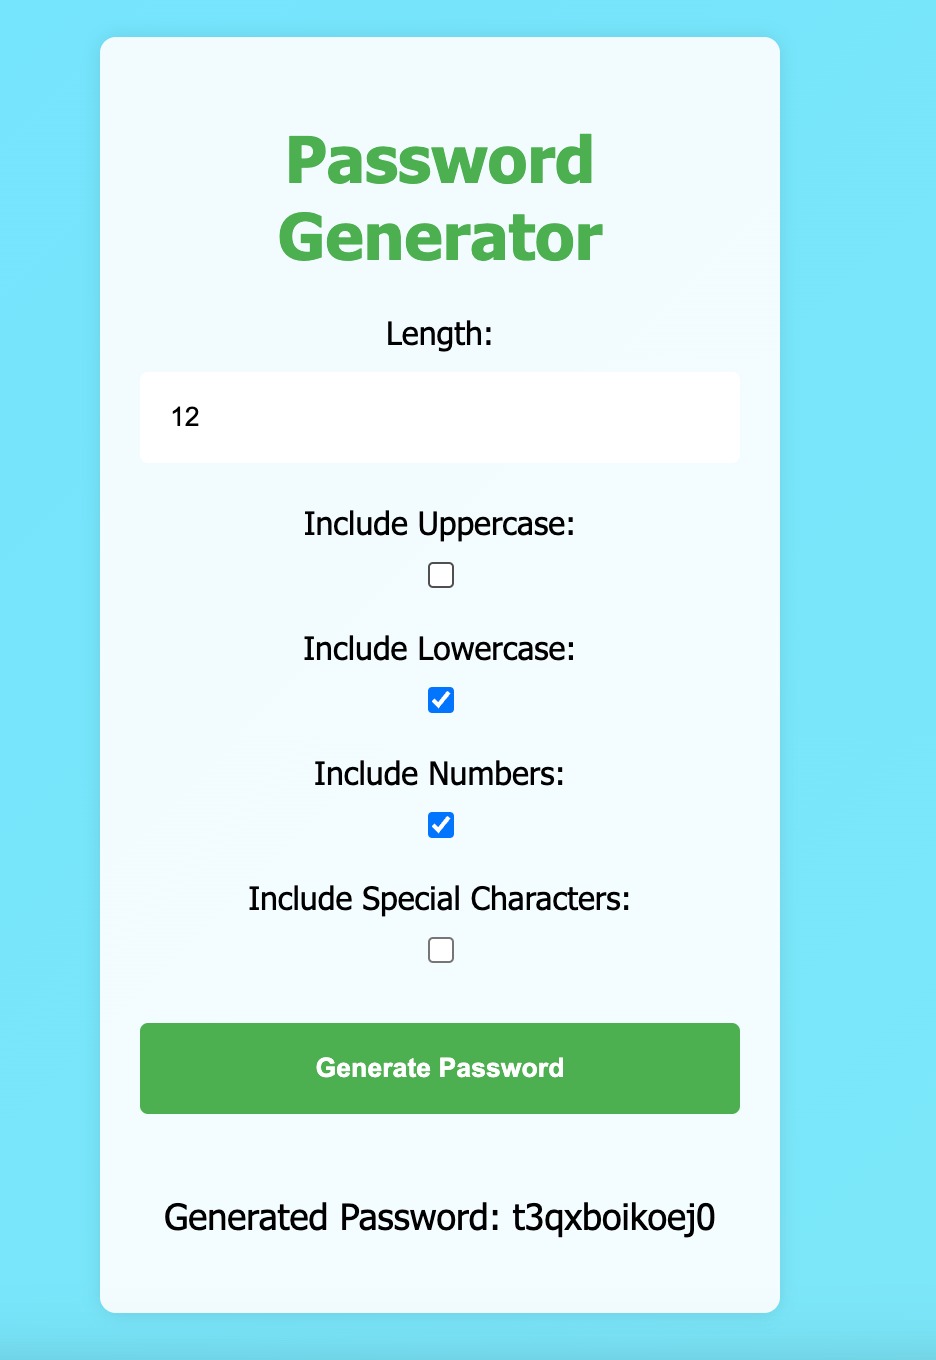 Password
Generator
Length:
12
Include Uppercase:
Include Lowercase:
Include Numbers:
Include Special Characters:
Generate Password
Generated Password: t3qxboikoej0